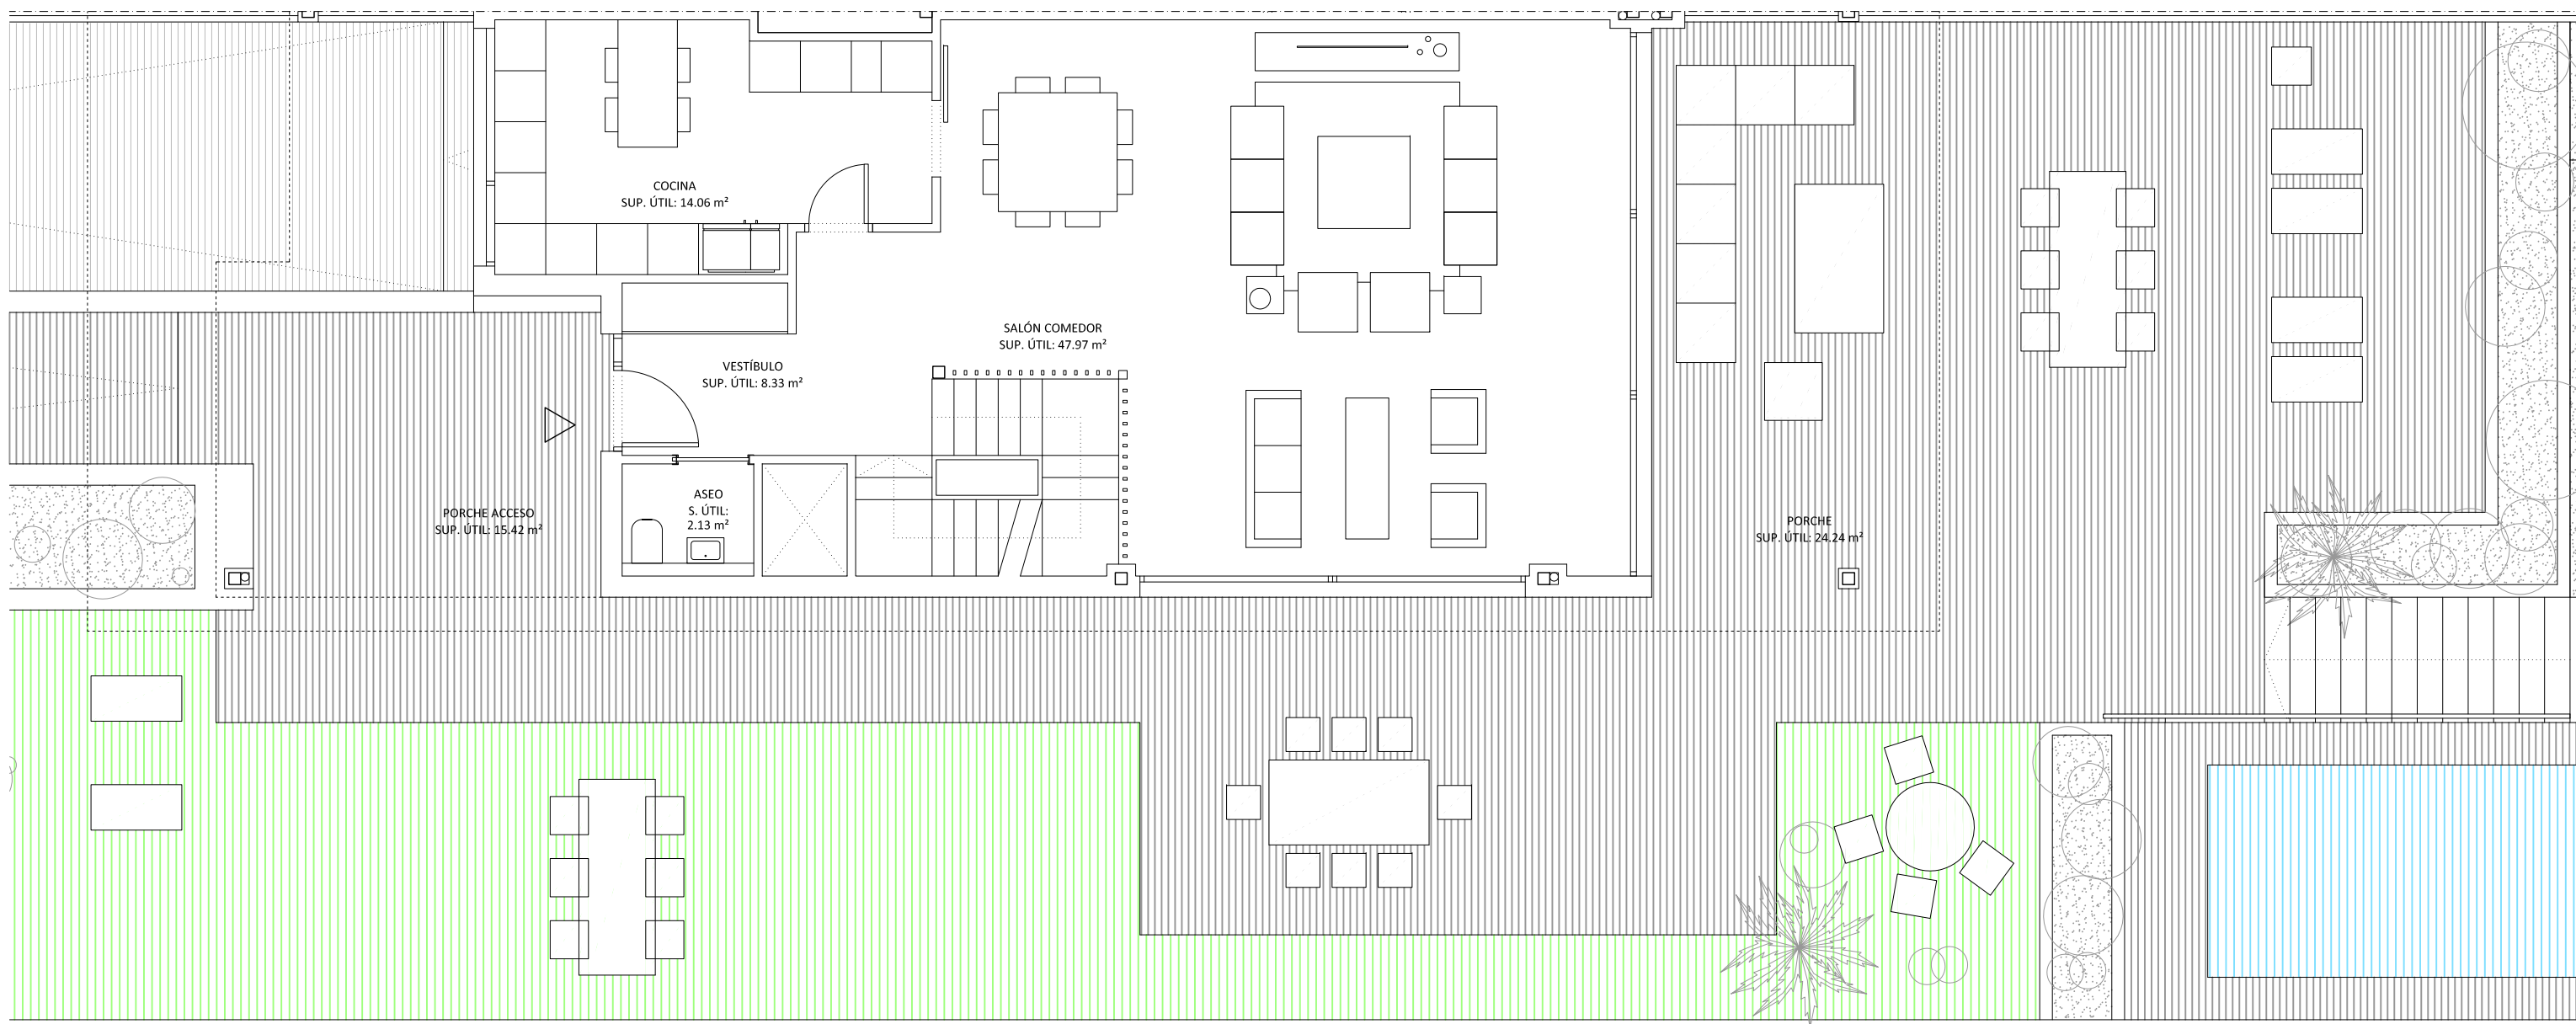 COCINA
SUP. ÚTIL: 14.06 m²
SALÓN COMEDOR
SUP. ÚTIL: 47.97 m²
VESTÍBULO
SUP. ÚTIL: 8.33 m²
ASEO
S. ÚTIL:
2.13 m²
PORCHE ACCESO
SUP. ÚTIL: 15.42 m²
PORCHE
SUP. ÚTIL: 24.24 m²